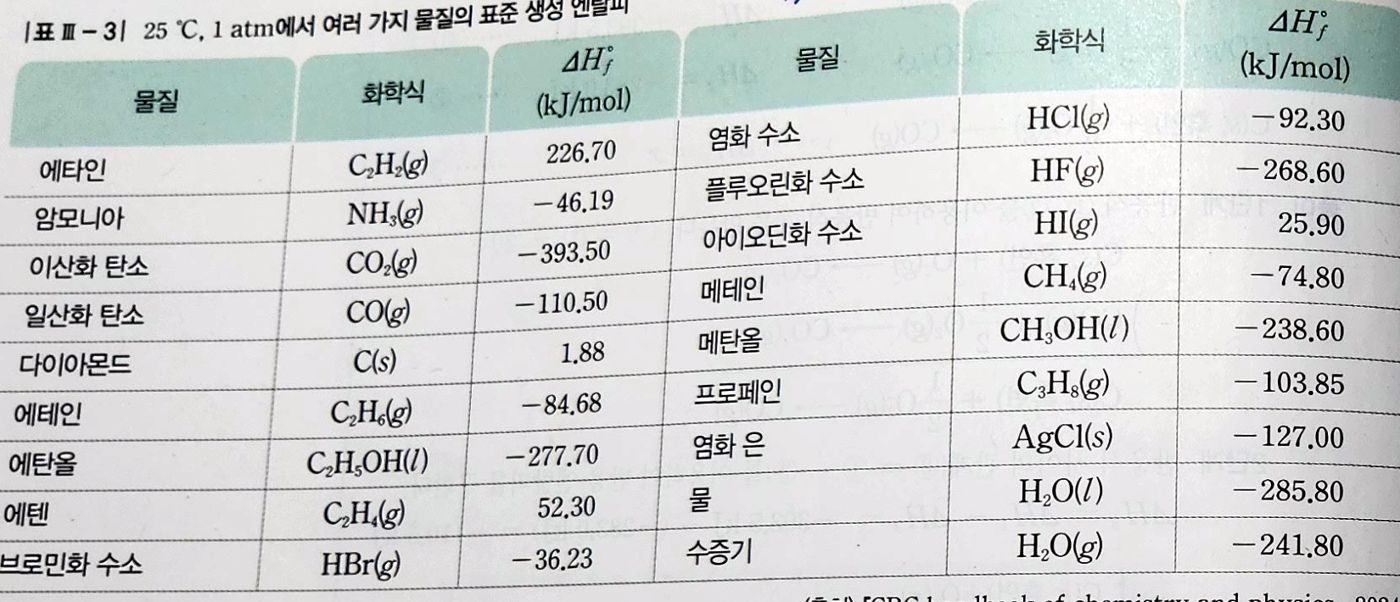 |표 Ⅲ-3| 25 ℃, 1 atm에서 여러 가지 물질의 표준 생성 엔탈피
물질 화학식 ΔH°f (kJ/mol) 물질 화학식 ΔH°f (kJ/mol)
에타인 C₂H₂(g) 226.70 염화 수소 HCl(g) −92.30
암모니아 NH₃(g) −46.19 플루오린화 수소 HF(g) −268.60
이산화 탄소 CO₂(g) −393.50 아이오딘화 수소 HI(g) 25.90
일산화 탄소 CO(g) −110.50 메테인 CH₄(g) −74.80
다이아몬드 C(s) 1.88 메탄올 CH₃OH(l) −238.60
에테인 C₂H₆(g) −84.68 프로페인 C₃H₈(g) −103.85
에탄올 C₂H₅OH(l) −277.70 염화 은 AgCl(s) −127.00
에텐 C₂H₄(g) 52.30 물 H₂O(l) −285.80
브로민화 수소 HBr(g) −36.23 수증기 H₂O(g) −241.80
of chemistry and physics